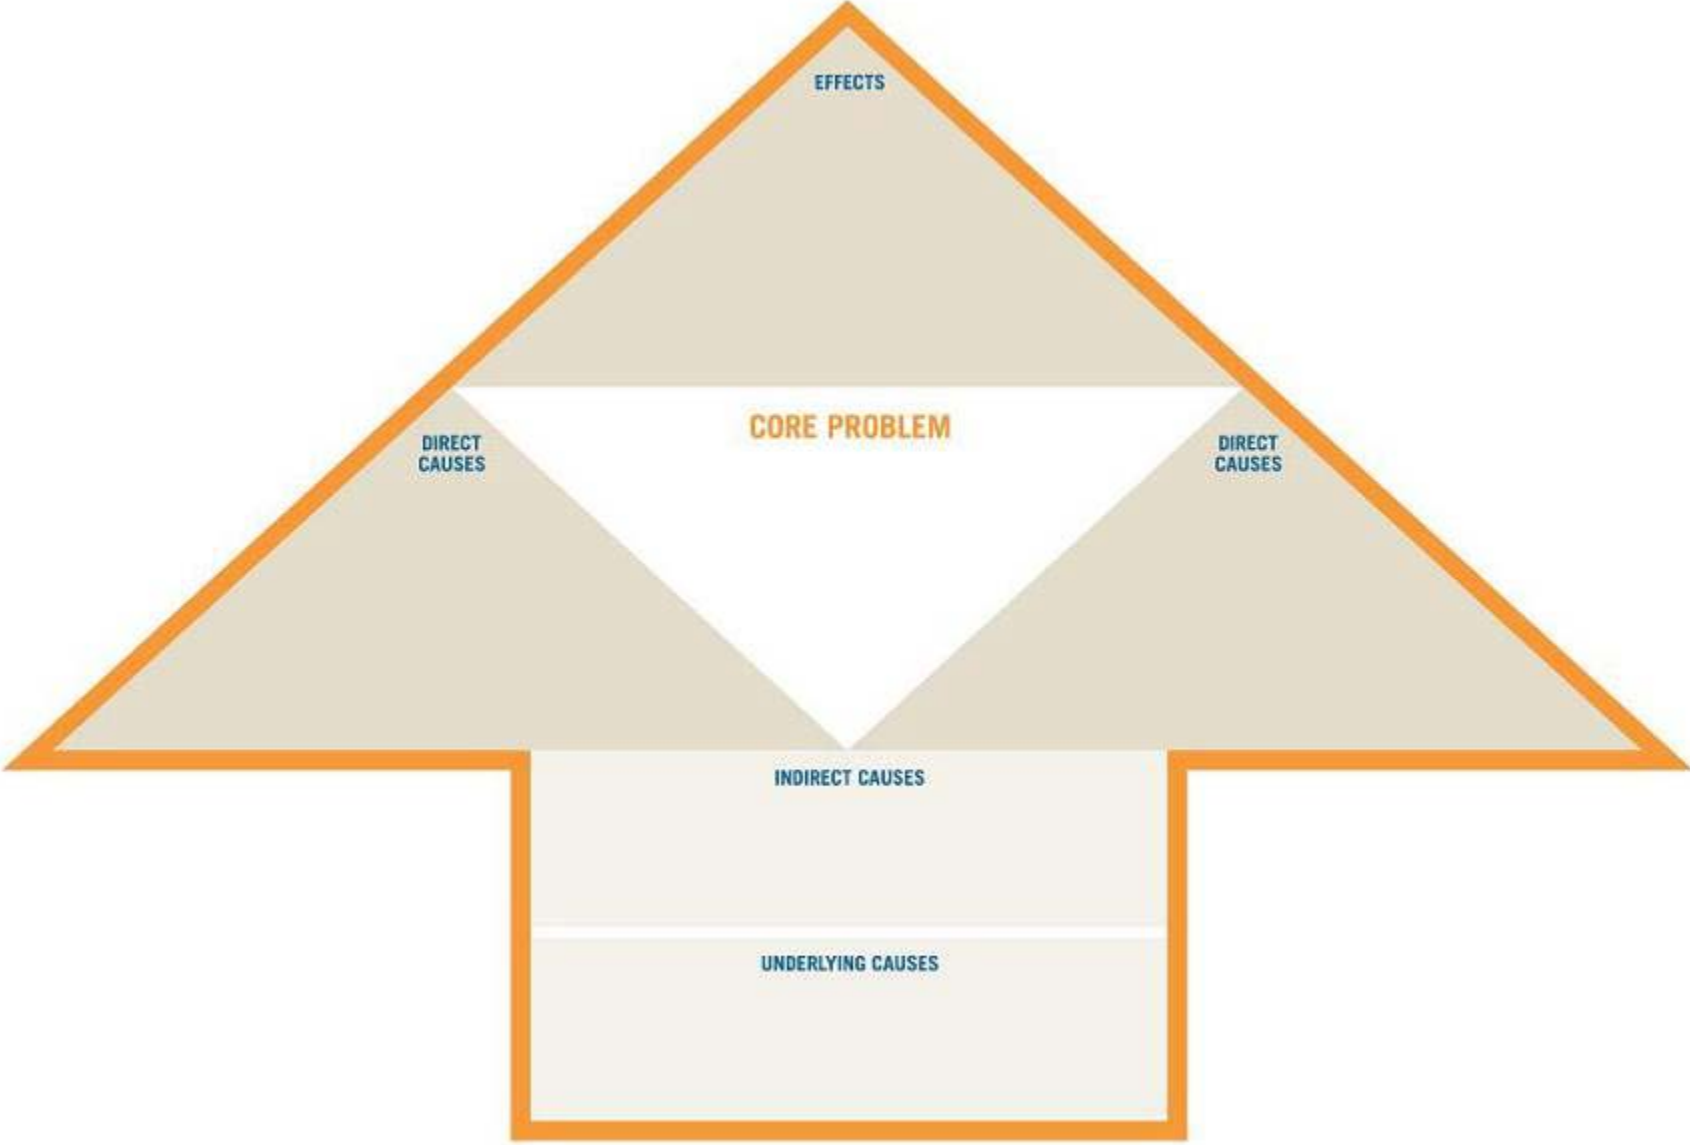 EFFECTS
CORE PROBLEM
DIRECT
CAUSES
DIRECT
CAUSES
INDIRECT CAUSES
UNDERLYING CAUSES